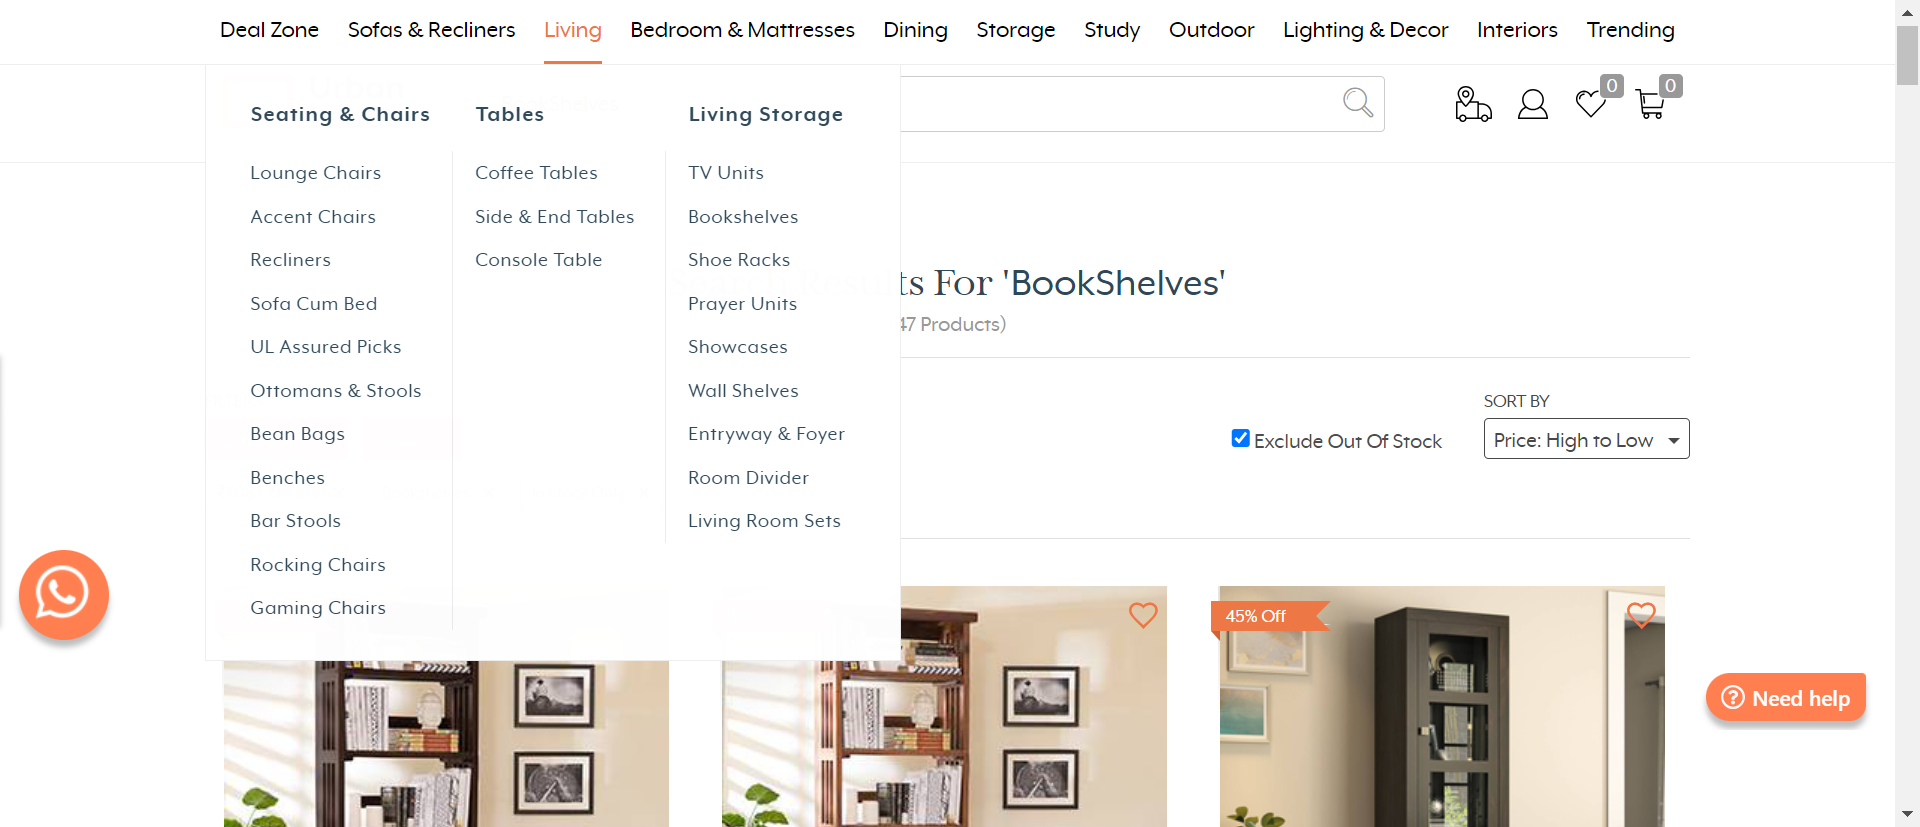 Deal Zone Sofas & Recliners Living Bedroom & Mattresses Dining Storage Study Outdoor Lighting & Decor Interiors Trending
0 0
Seating & Chairs Tables Living Storage
Lounge Chairs Coffee Tables TV Units
Accent Chairs Side & End Tables Bookshelves
Recliners Console Table Shoe Racks
ts For 'BookShelves'
Sofa Cum Bed Prayer Units
47 Products)
UL Assured Picks Showcases
Ottomans & Stools Wall Shelves
SORT BY
Bean Bags Entryway & Foyer
Exclude Out Of Stock Price: High to Low
Benches Room Divider
Bar Stools Living Room Sets
Rocking Chairs
Gaming Chairs
45% Off
Need help